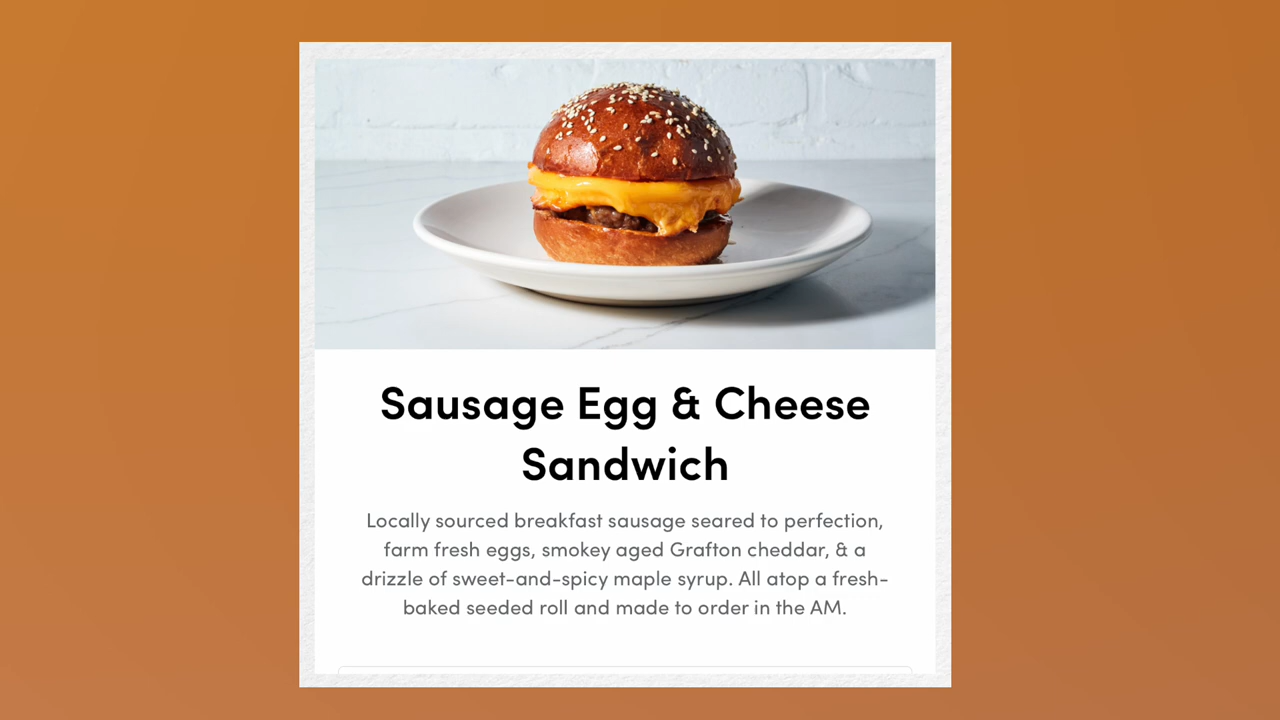 Sausage Egg & Cheese
Sandwich
Locally sourced breakfast sausage seared to perfection,
farm fresh eggs, smokey aged Grafton cheddar, & a
drizzle of sweet-and-spicy maple syrup. All atop a fresh-
baked seeded roll and made to order in the AM.